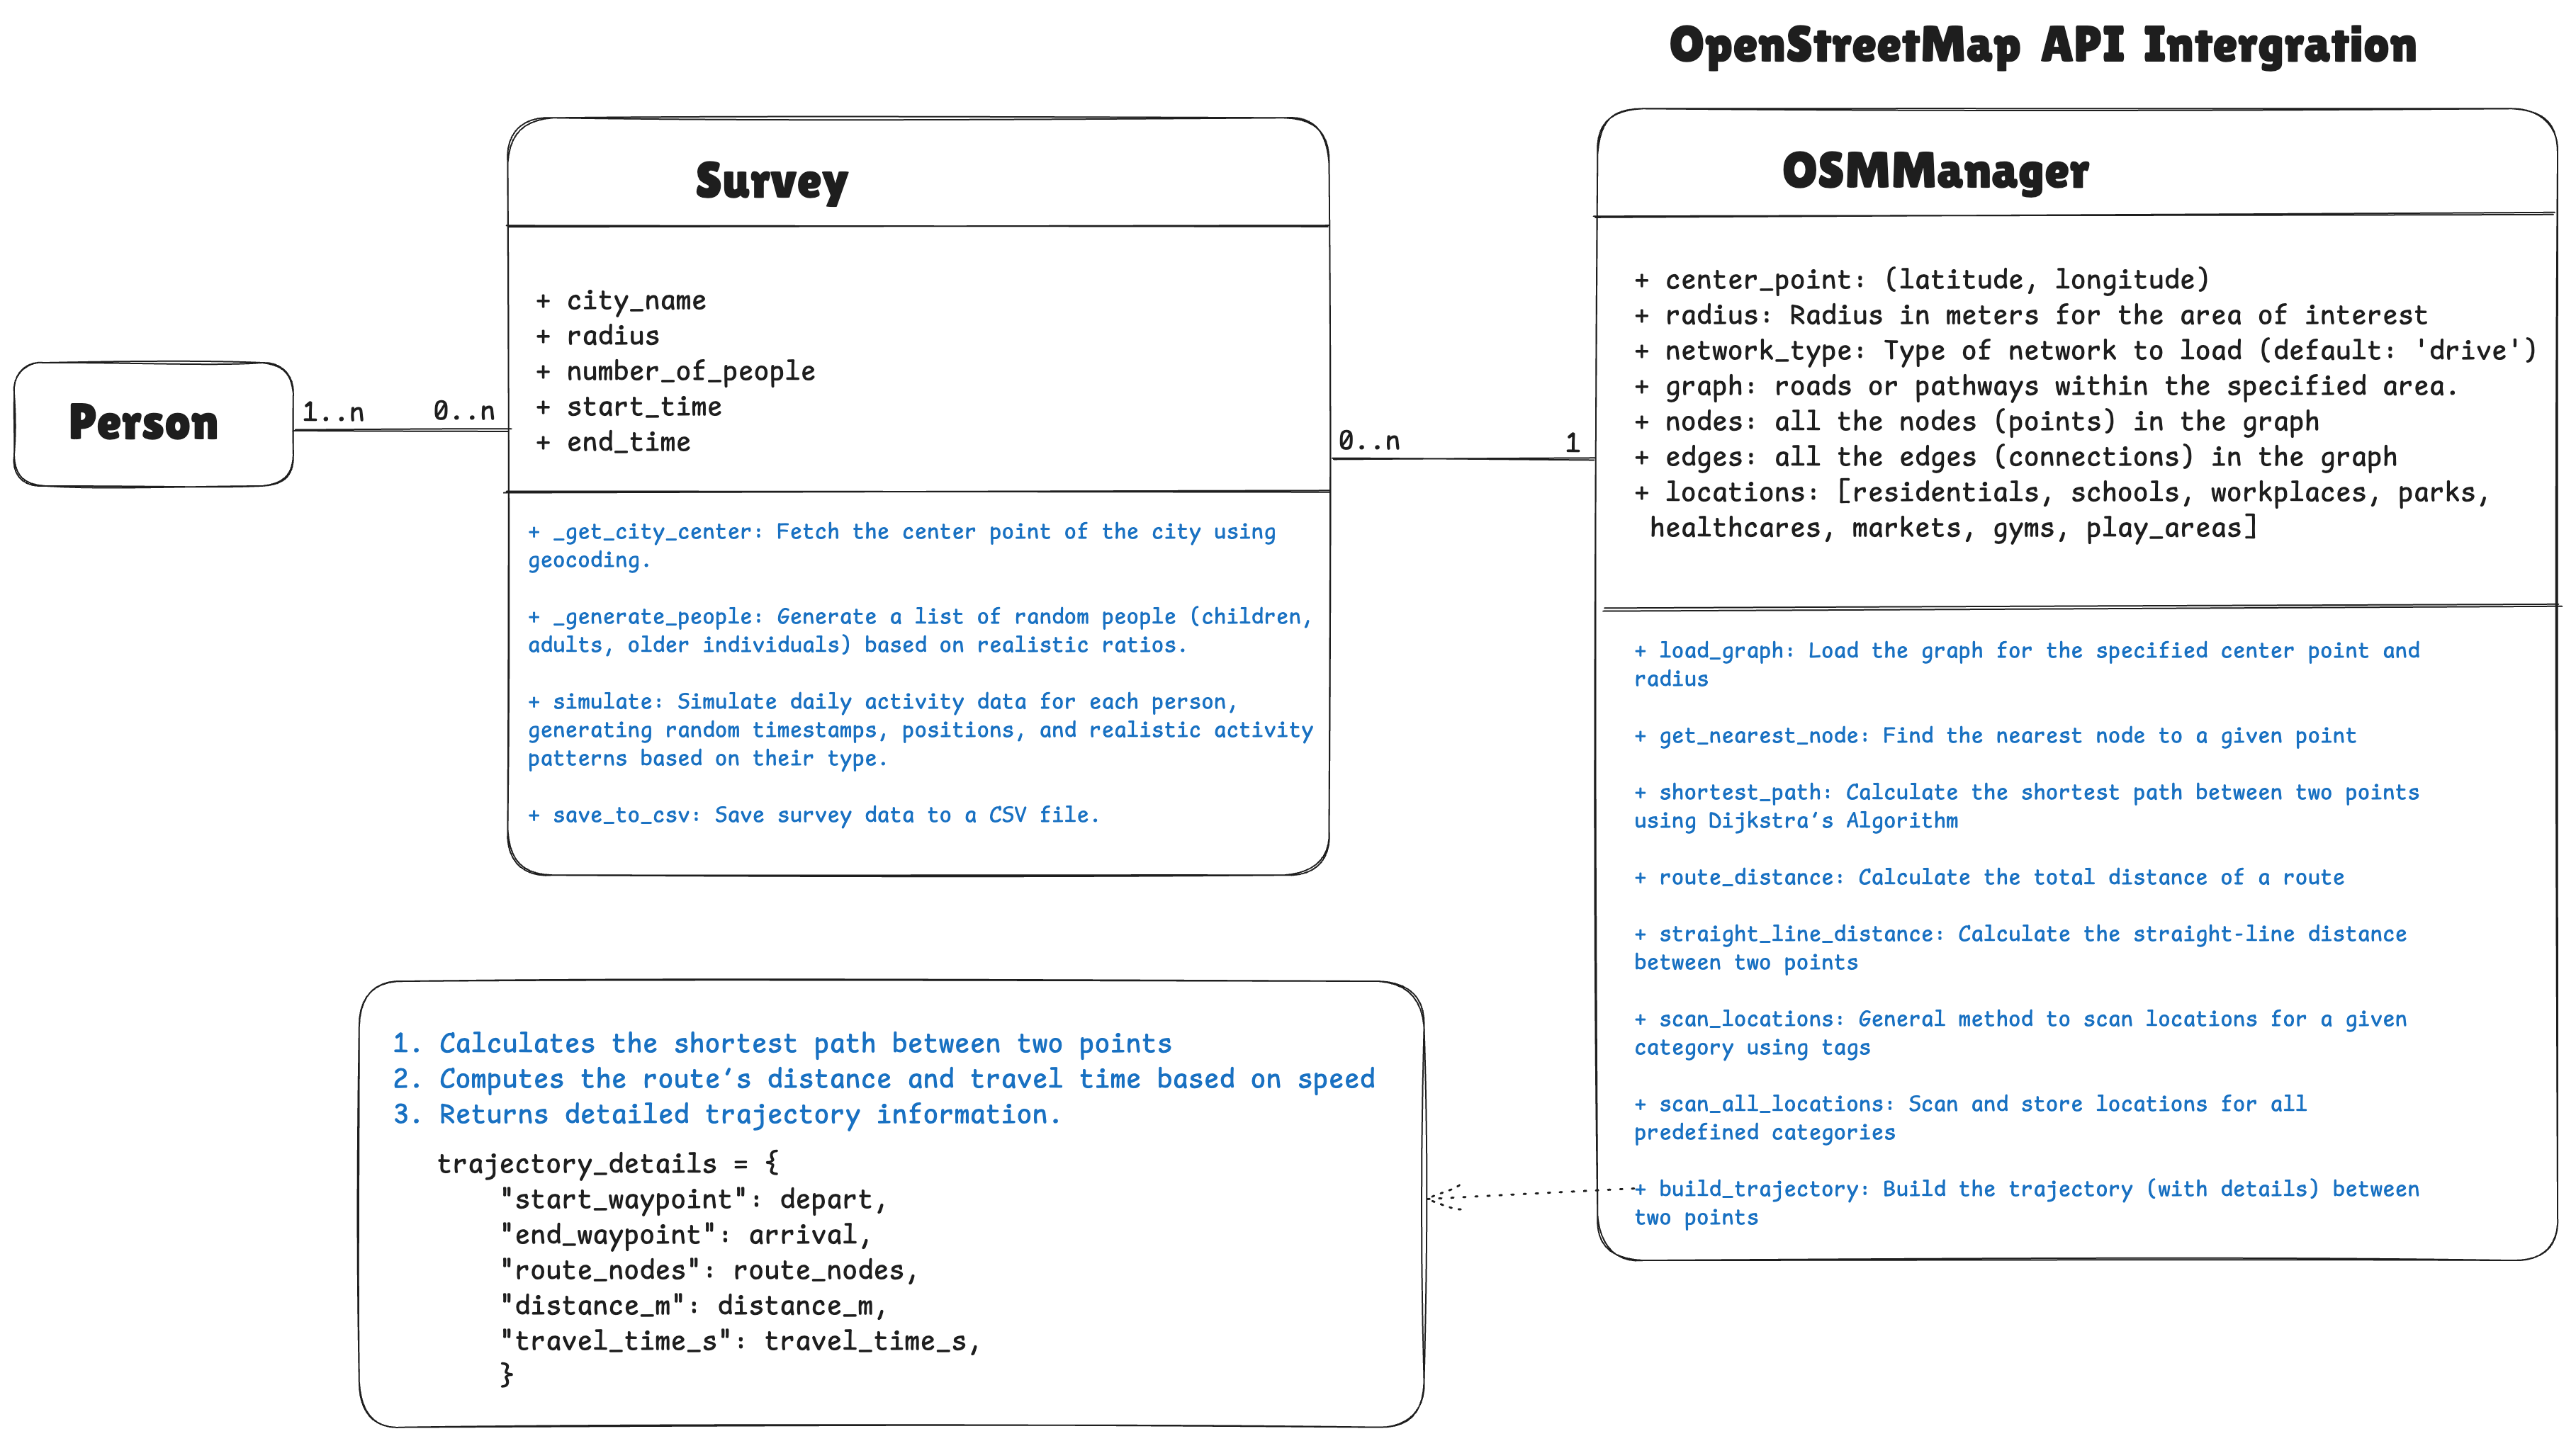 OpenStreetMap API Intergration
Person
1..n
0..n
Survey
+ city_name
+ radius
+ number_of_people
+ start_time
+ end_time
+ _get_city_center: Fetch the center point of the city using
geocoding.
+ _generate_people: Generate a list of random people (children,
adults, older individuals) based on realistic ratios.
+ simulate: Simulate daily activity data for each person,
generating random timestamps, positions, and realistic activity
patterns based on their type.
+ save_to_csv: Save survey data to a CSV file.
0..n
1
OSMManager
+ center_point: (latitude, longitude)
+ radius: Radius in meters for the area of interest
+ network_type: Type of network to load (default: 'drive')
+ graph: roads or pathways within the specified area.
+ nodes: all the nodes (points) in the graph
+ edges: all the edges (connections) in the graph
+ locations: [residentials, schools, workplaces, parks,
healthcares, markets, gyms, play_areas]
+ load_graph: Load the graph for the specified center point and
radius
+ get_nearest_node: Find the nearest node to a given point
+ shortest_path: Calculate the shortest path between two points
using Dijkstra’s Algorithm
+ route_distance: Calculate the total distance of a route
+ straight_line_distance: Calculate the straight-line distance
between two points
+ scan_locations: General method to scan locations for a given
category using tags
+ scan_all_locations: Scan and store locations for all
predefined categories
+ build_trajectory: Build the trajectory (with details) between
two points
1. Calculates the shortest path between two points
2. Computes the route’s distance and travel time based on speed
3. Returns detailed trajectory information.
trajectory_details = {
"start_waypoint": depart,
"end_waypoint": arrival,
"route_nodes": route_nodes,
"distance_m": distance_m,
"travel_time_s": travel_time_s,
}